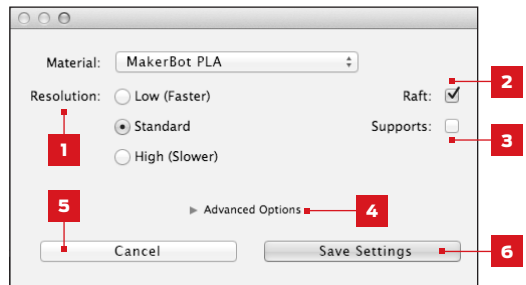 Material: MakerBot PLA
2
Resolution: Low (Faster) Raft:
Standard Supports:
1
3
High (Slower)
5
Advanced Options 4
Cancel Save Settings 6